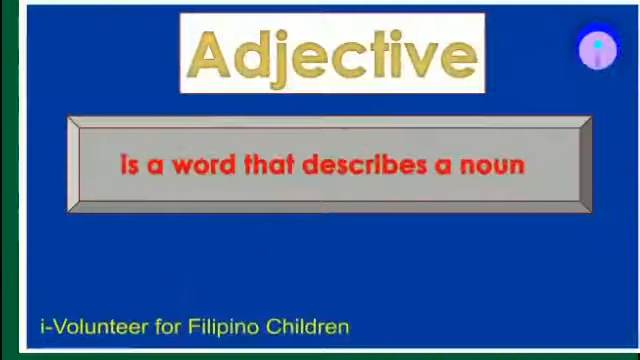 Adjective
is a word that describes a noun
i-Volunteer for Filipino Children